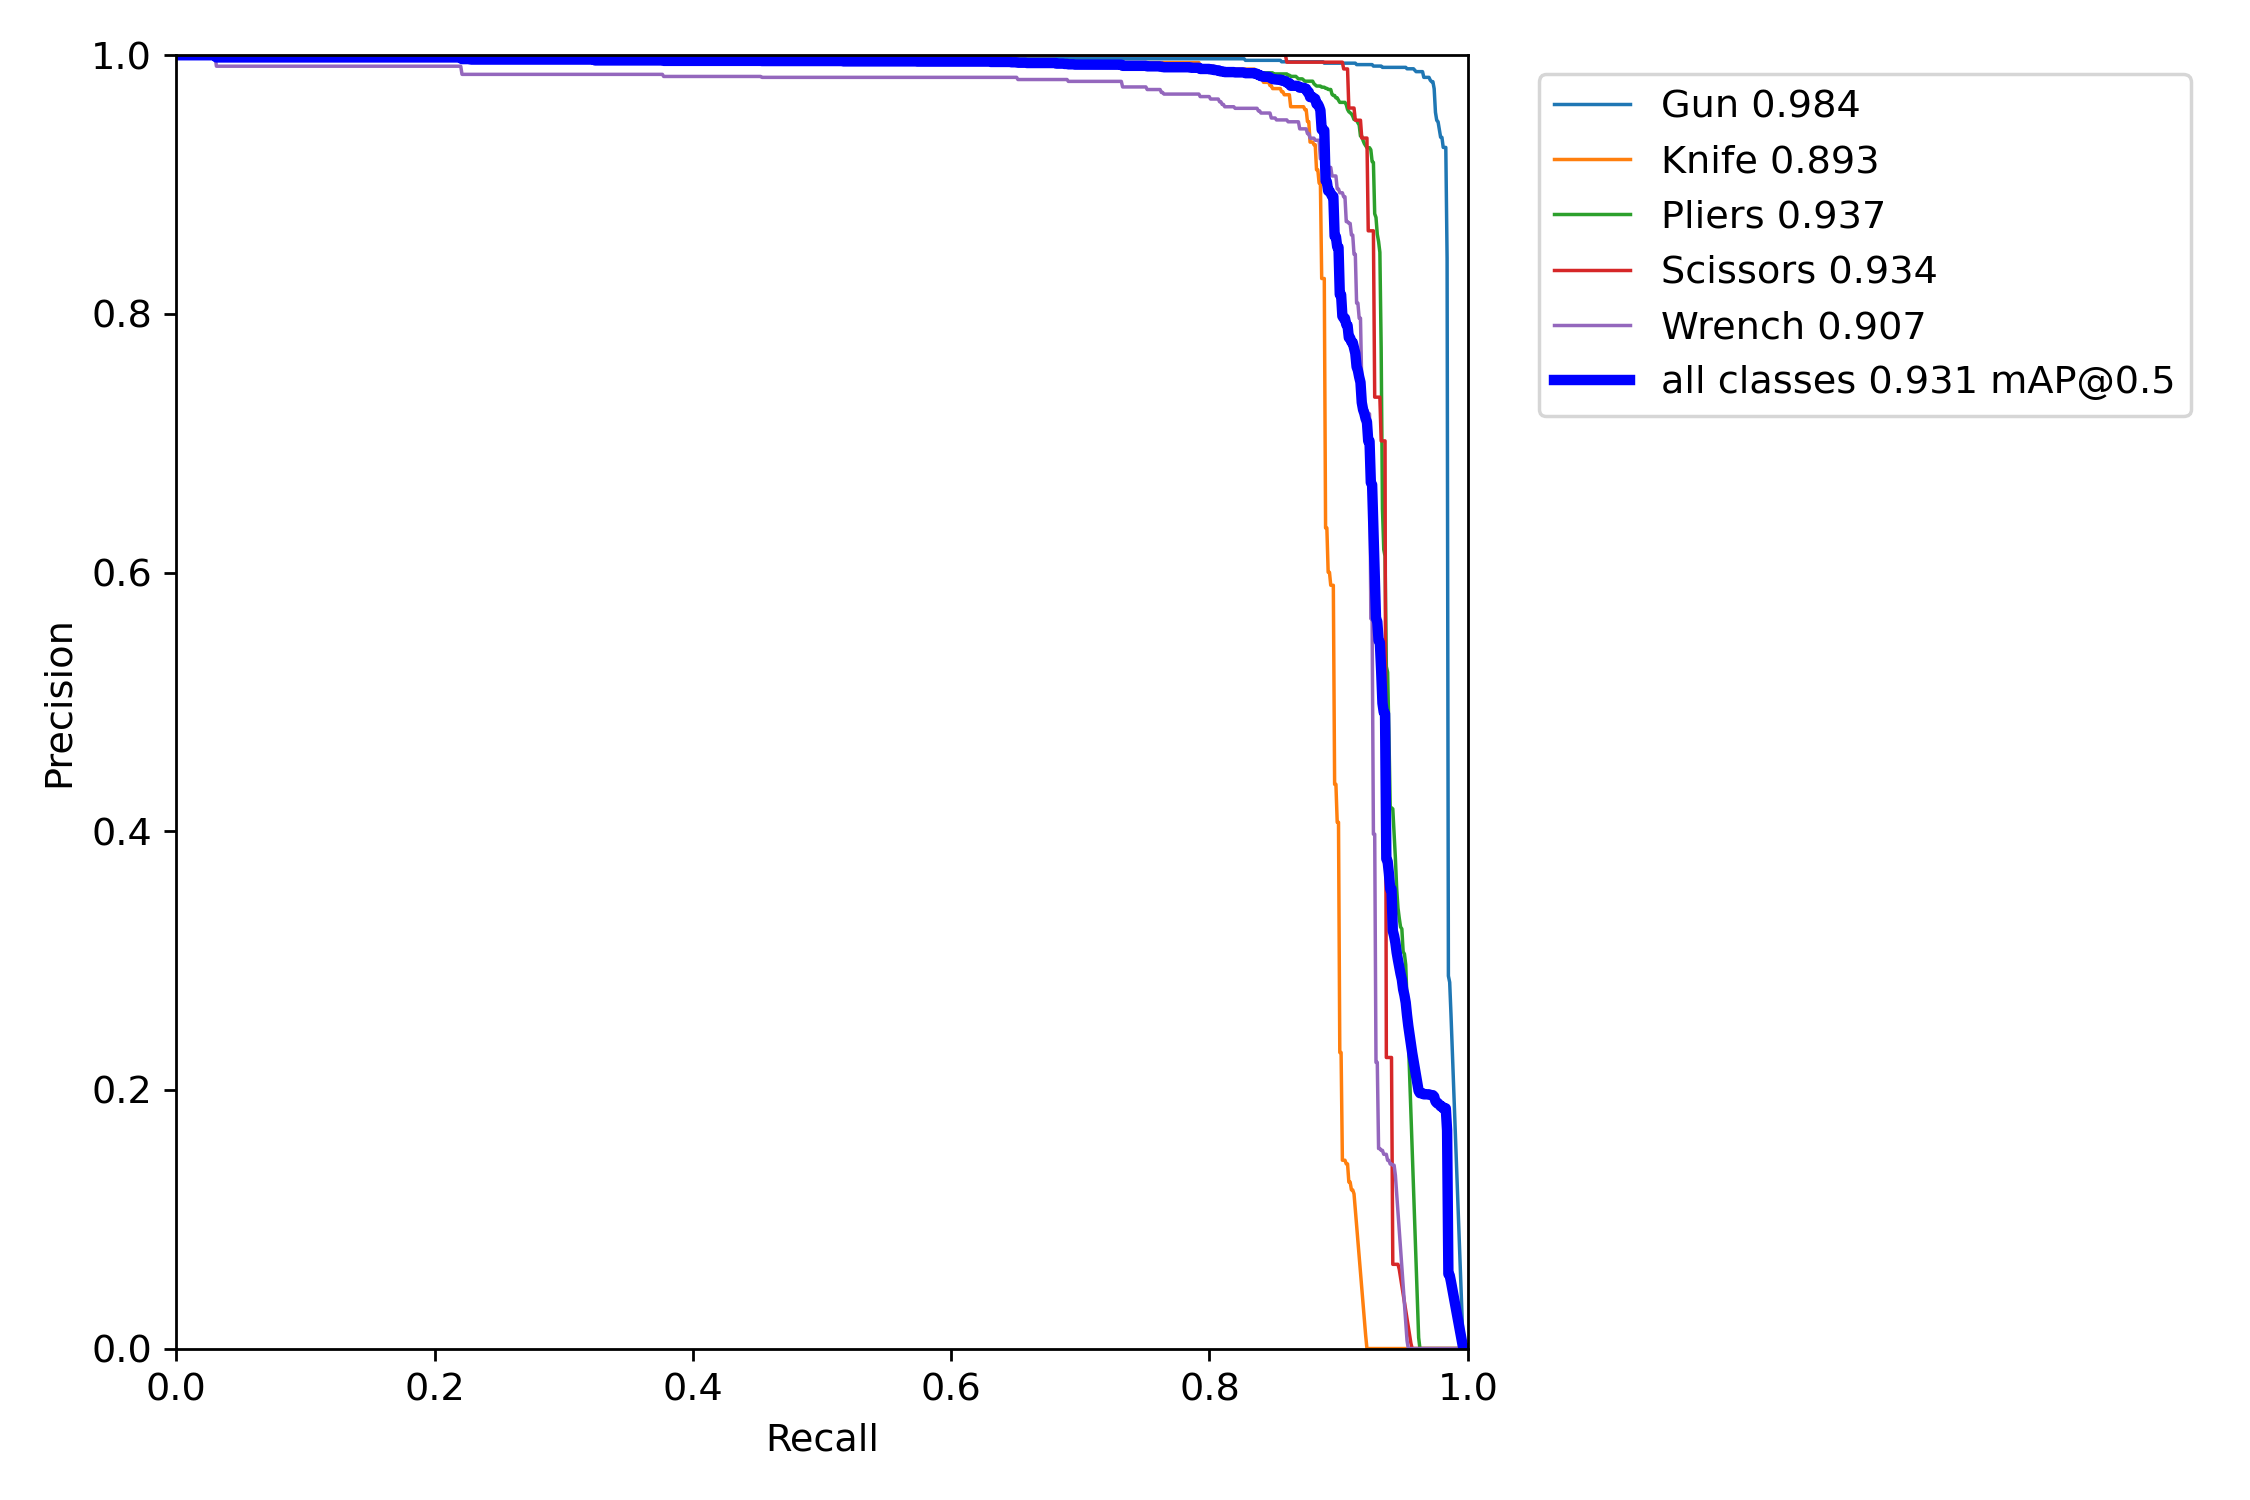 1.0
0.8
0.6
0.4
0.2
0.0
Precision
0.0 0.2 0.4 0.6 0.8 1.0
Recall
Gun 0.984
Knife 0.893
Pliers 0.937
Scissors 0.934
Wrench 0.907
all classes 0.931 mAP@0.5